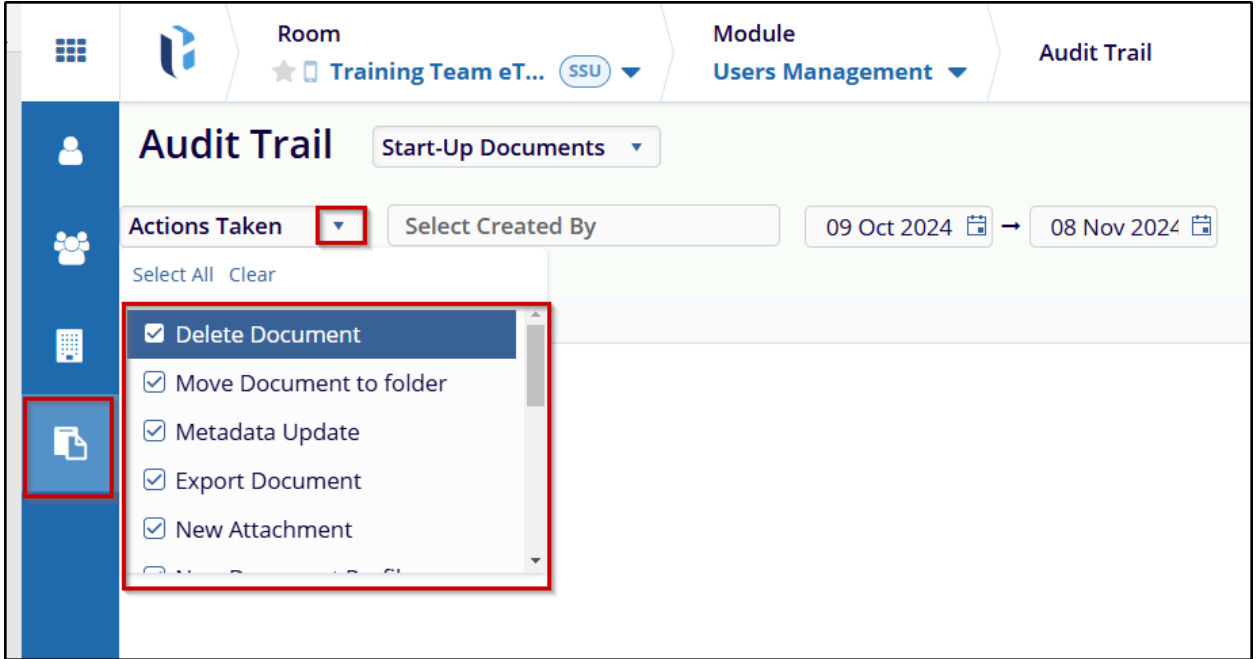 Room
Training Team eT... SSU
Module
Users Management
Audit Trail
Audit Trail
Start-Up Documents
Actions Taken
Select Created By
09 Oct 2024
08 Nov 2024
Select All Clear
Delete Document
Move Document to folder
Metadata Update
Export Document
New Attachment